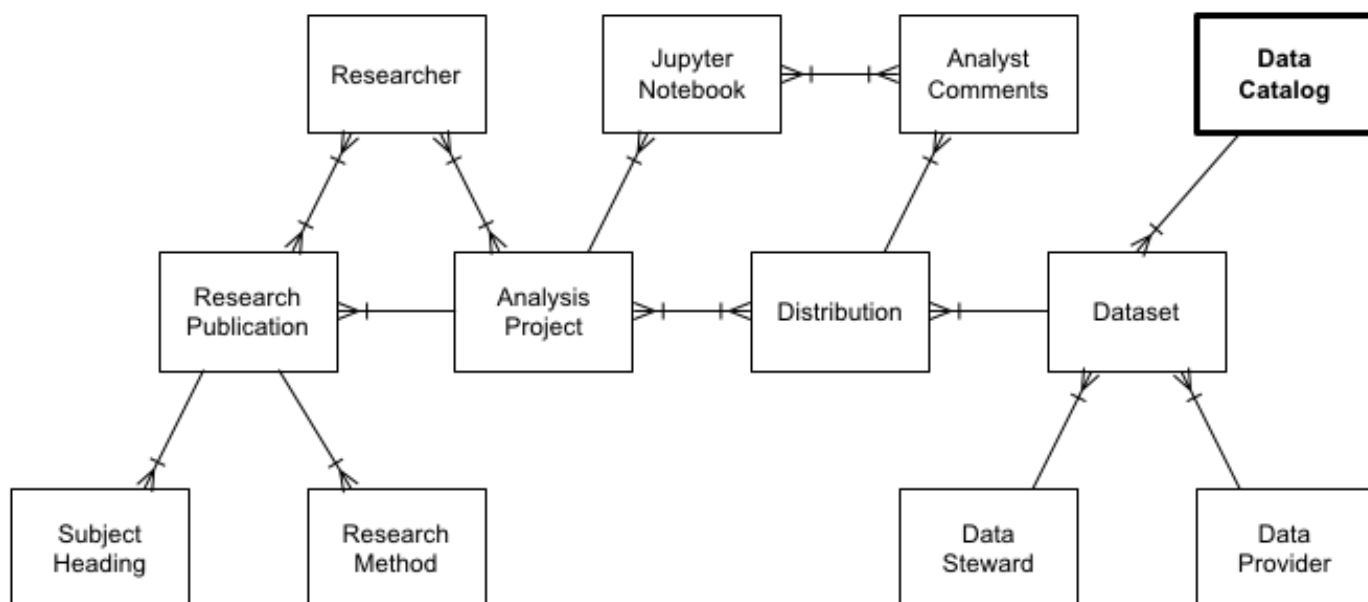 Researcher
Jupyter
Notebook
Analyst
Comments
Data
Catalog
Research
Publication
Analysis
Project
Distribution
Dataset
Subject
Heading
Research
Method
Data
Steward
Data
Provider